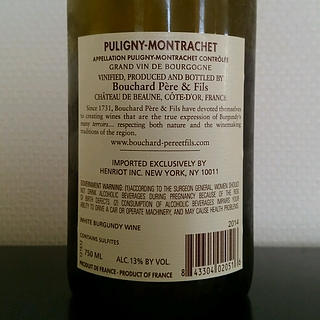 PULIGNY-MONTRACHET
APPELLATION PULIGNY-MONTRACHET CONTRÔLÉE
GRAND VIN DE BOURGOGNE
VINIFIED, PRODUCED AND BOTTLED BY
Bouchard Père & Fils
CHÂTEAU DE BEAUNE, CÔTE-D'OR, FRANCE
Since 1731, Bouchard Père & Fils have devoted themselves
to creating wines that are the true expression of Burgundy's
many terroirs.... respecting both nature and the winemaking
traditions of the region.
www.bouchard-pereetfils.com
IMPORTED EXCLUSIVELY BY
HENRIOT INC. NEW YORK, NY 10011
GOVERNMENT WARNING: (1)ACCORDING TO THE SURGEON GENERAL, WOMEN SHOULD
NOT DRINK ALCOHOLIC BEVERAGES DURING PREGNANCY BECAUSE OF THE RISK
OF BIRTH DEFECTS. (2) CONSUMPTION OF ALCOHOLIC BEVERAGES IMPAIRS YOUR
ABILITY TO DRIVE A CAR OR OPERATE MACHINERY, AND MAY CAUSE HEALTH PROBLEMS.
WHITE BURGUNDY WINE
2014
CONTAINS SULFITES
750 ML
ALC.13% BY VOL.
PRODUIT DE FRANCE - PRODUCT OF FRANCE
8 43304 02051 6